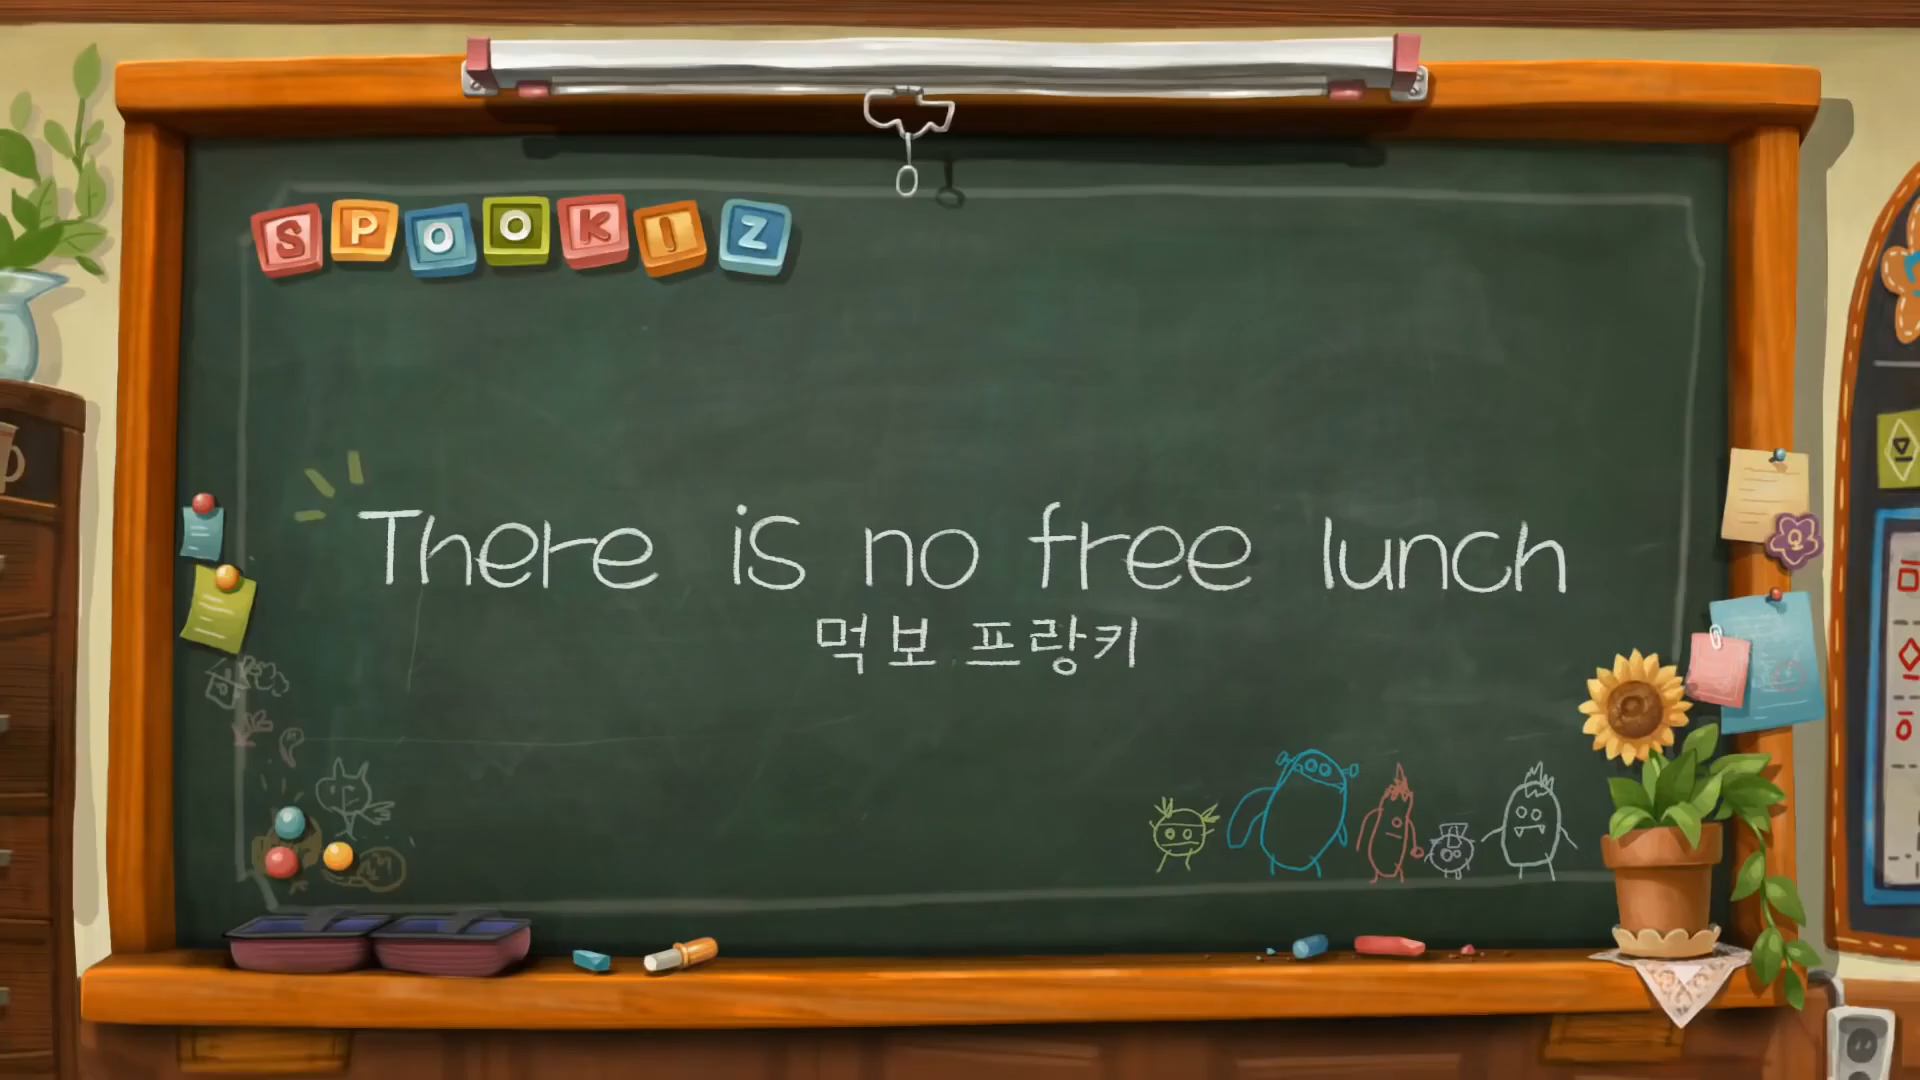 SPOOKIZ
There is no free lunch
먹보 프랑키